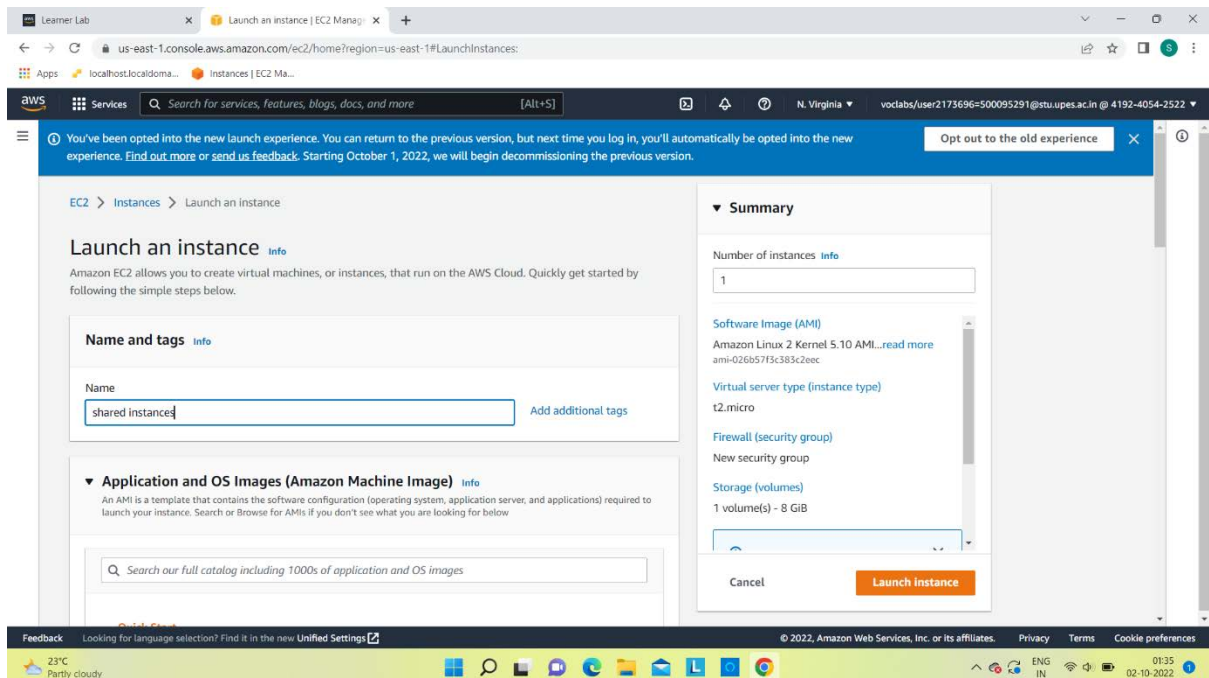 Learner Lab
Launch an instance | EC2 Manag
us-east-1.console.aws.amazon.com/ec2/home?region=us-east-1#LaunchInstances:
S
Apps
localhost.localdoma...
Instances | EC2 Ma...
aws
Services
Search for services, features, blogs, docs, and more
[Alt+S]
N. Virginia
voclabs/user2173696=500095291@stu.upes.ac.in @ 4192-4054-2522
You've been opted into the new launch experience. You can return to the previous version, but next time you log in, you'll automatically be opted into the new
experience. Find out more or send us feedback. Starting October 1, 2022, we will begin decommissioning the previous version.
Opt out to the old experience
EC2 > Instances > Launch an instance
Launch an instance Info
Amazon EC2 allows you to create virtual machines, or instances, that run on the AWS Cloud. Quickly get started by
following the simple steps below.
Name and tags Info
Name
shared instances
Add additional tags
Application and OS Images (Amazon Machine Image) Info
An AMI is a template that contains the software configuration (operating system, application server, and applications) required to
launch your instance. Search or Browse for AMIs if you don't see what you are looking for below
Search our full catalog including 1000s of application and OS images
Quick Start
Summary
Number of instances Info
1
Software Image (AMI)
Amazon Linux 2 Kernel 5.10 AMI...read more
ami-026b57f3c383c2eec
Virtual server type (instance type)
t2.micro
Firewall (security group)
New security group
Storage (volumes)
1 volume(s) - 8 GiB
Cancel
Launch instance
Feedback
Looking for language selection? Find it in the new Unified Settings
© 2022, Amazon Web Services, Inc. or its affiliates.
Privacy
Terms
Cookie preferences
23°C
Partly cloudy
L
ENG
IN
01:35
02-10-2022
1